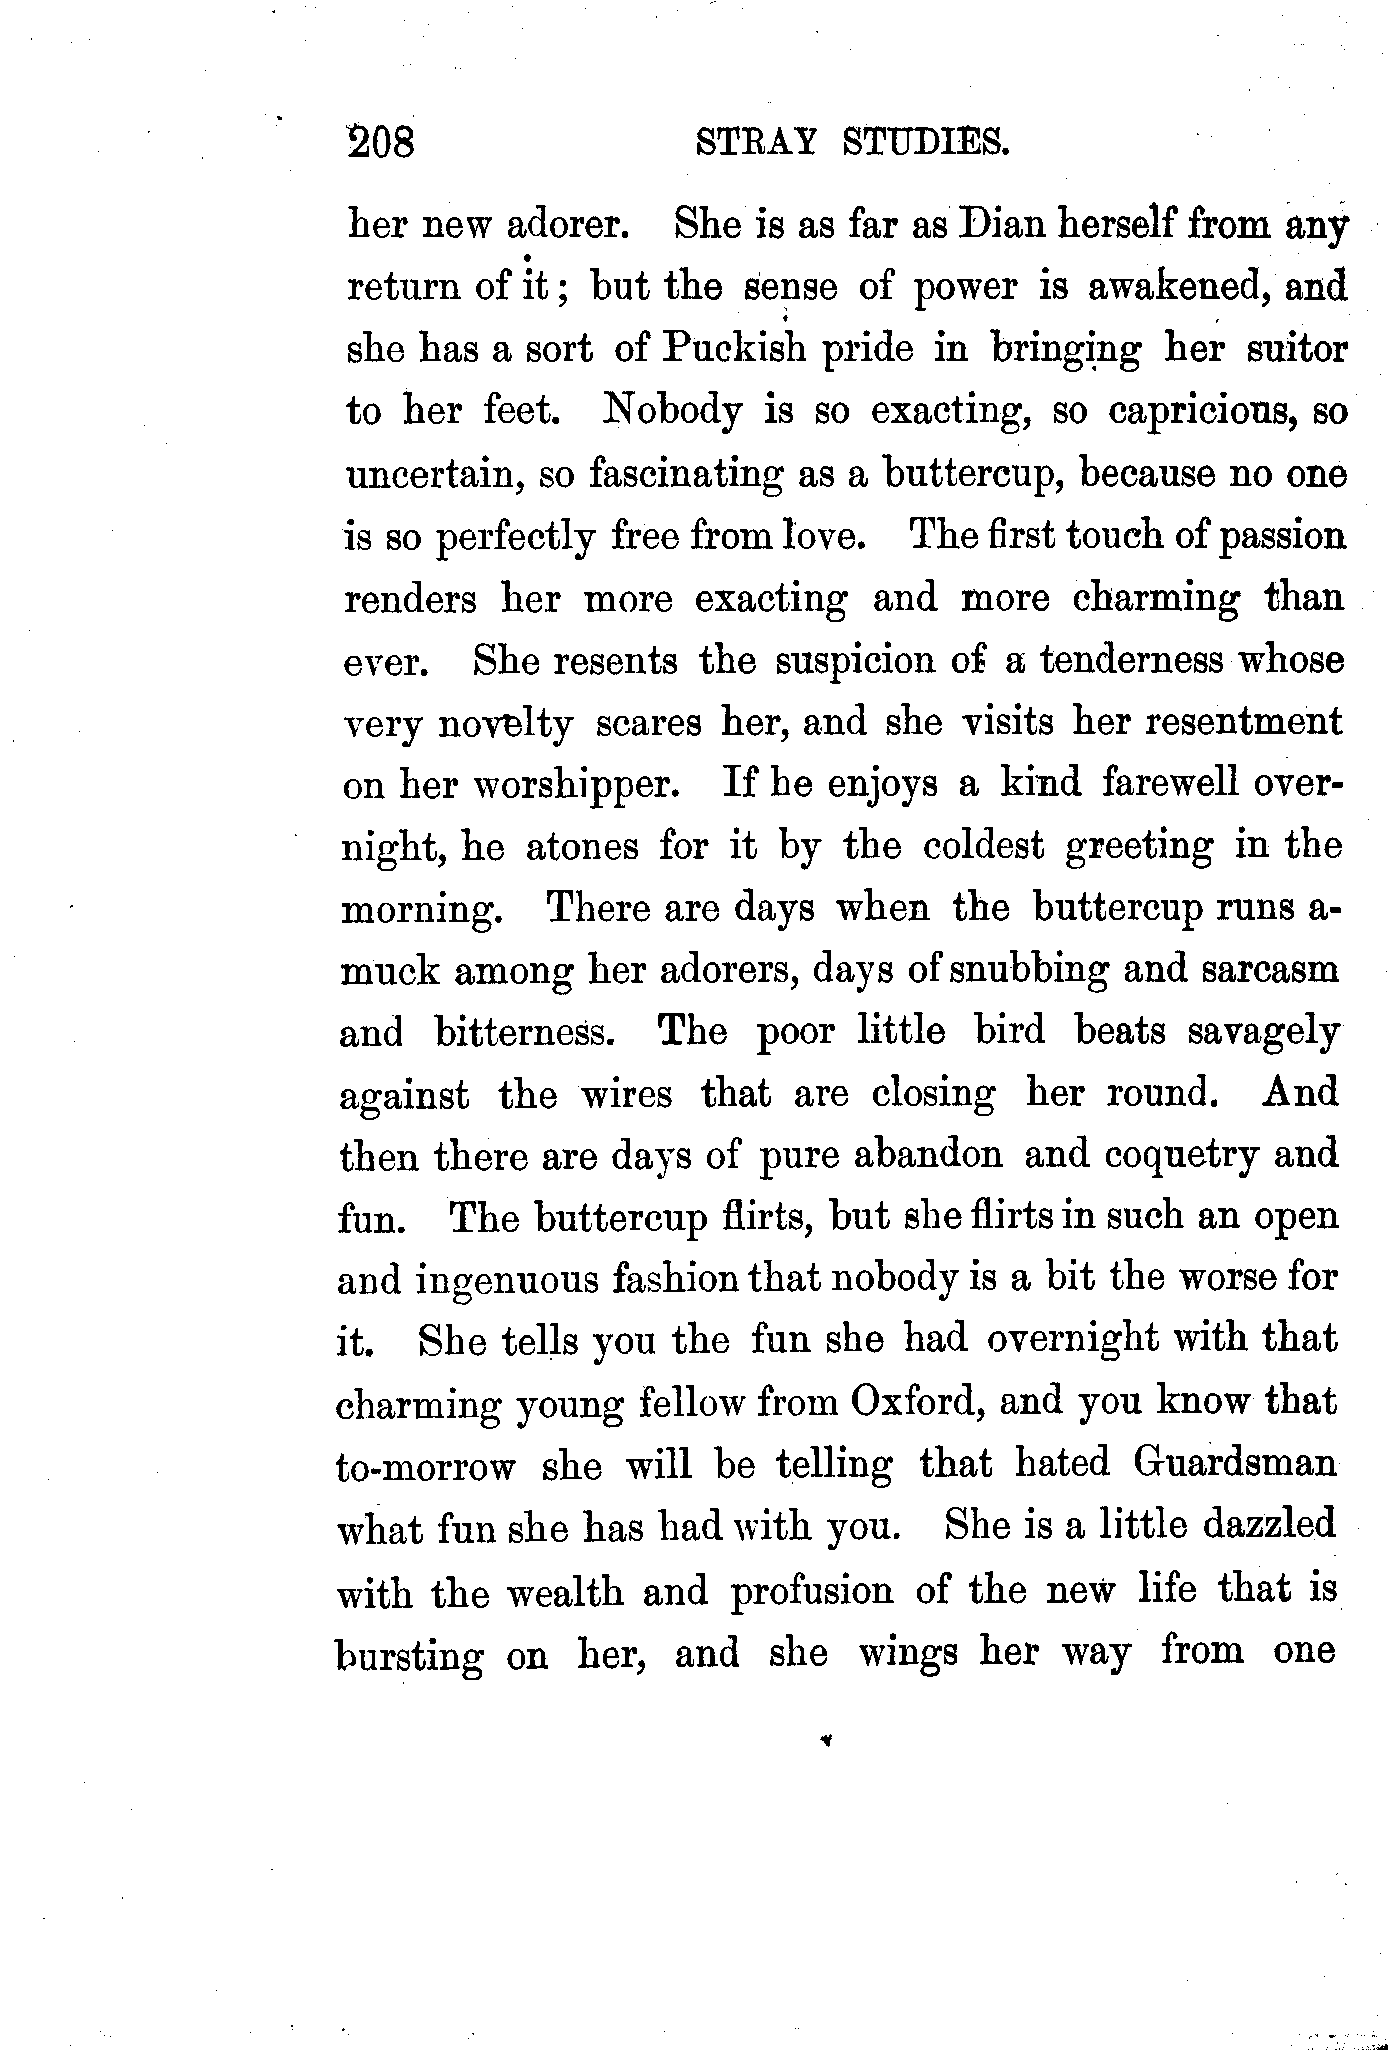 208 STRAY STUDIES.
her new adorer. She is as far as Dian herself from any
return of it; but the sense of power is awakened, and
she has a sort of Puckish pride in bringing her suitor
to her feet. Nobody is so exacting, so capricious, so
uncertain, so fascinating as a buttercup, because no one
is so perfectly free from love. The first touch of passion
renders her more exacting and more charming than
ever. She resents the suspicion of a tenderness whose
very novelty scares her, and she visits her resentment
on her worshipper. If he enjoys a kind farewell over-
night, he atones for it by the coldest greeting in the
morning. There are days when the buttercup runs a-
muck among her adorers, days of snubbing and sarcasm
and bitterness. The poor little bird beats savagely
against the wires that are closing her round. And
then there are days of pure abandon and coquetry and
fun. The buttercup flirts, but she flirts in such an open
and ingenuous fashion that nobody is a bit the worse for
it. She tells you the fun she had overnight with that
charming young fellow from Oxford, and you know that
to-morrow she will be telling that hated Guardsman
what fun she has had with you. She is a little dazzled
with the wealth and profusion of the new life that is
bursting on her, and she wings her way from one